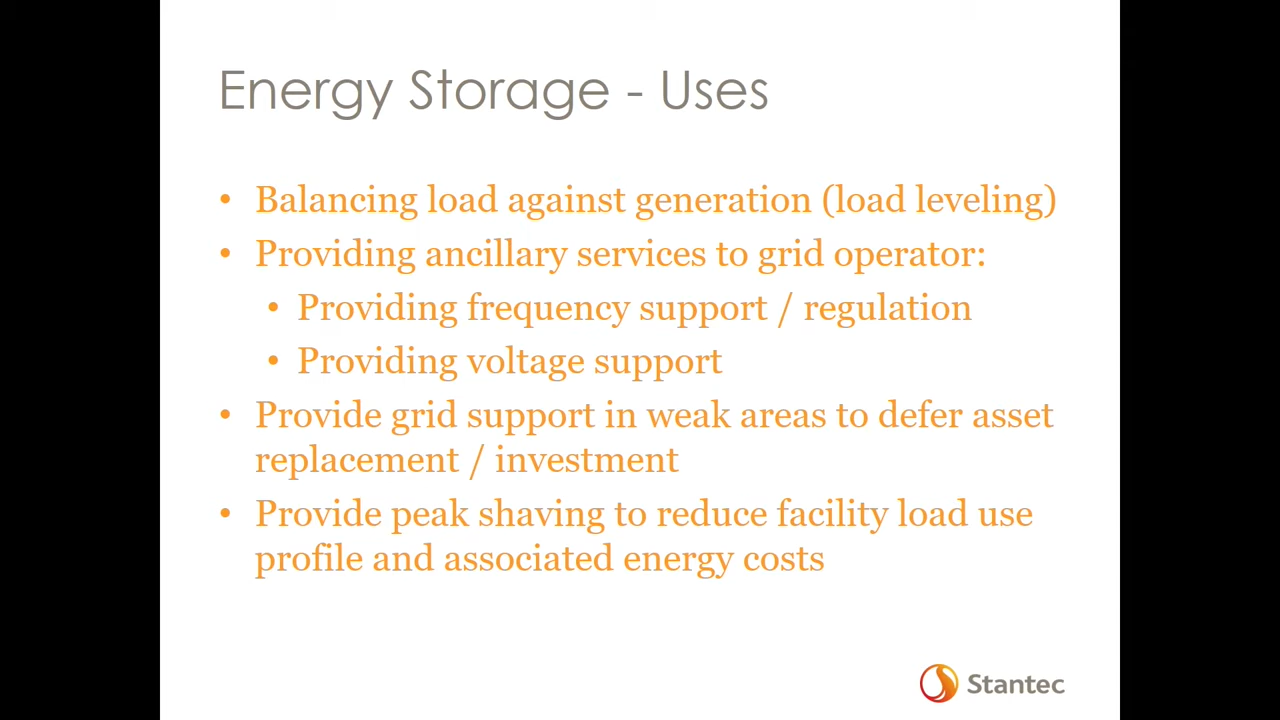 Energy Storage - Uses
• Balancing load against generation (load leveling)
• Providing ancillary services to grid operator:
• Providing frequency support / regulation
• Providing voltage support
• Provide grid support in weak areas to defer asset
replacement / investment
• Provide peak shaving to reduce facility load use
profile and associated energy costs
Stantec